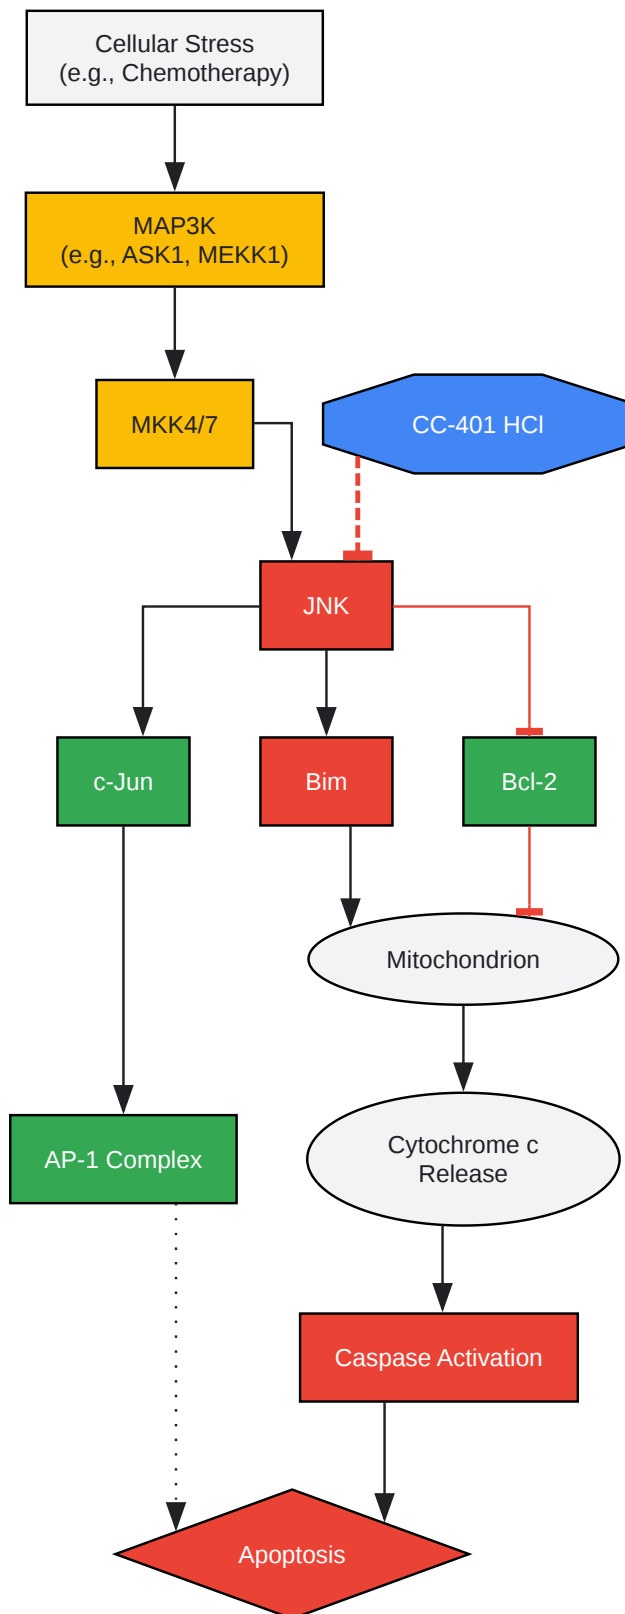 Cellular Stress
(e.g., Chemotherapy)
MAP3K
(e.g., ASK1, MEKK1)
MKK4/7
CC-401 HCl
JNK
c-Jun
Bim
Bcl-2
Mitochondrion
AP-1 Complex
Cytochrome c
Release
Caspase Activation
Apoptosis